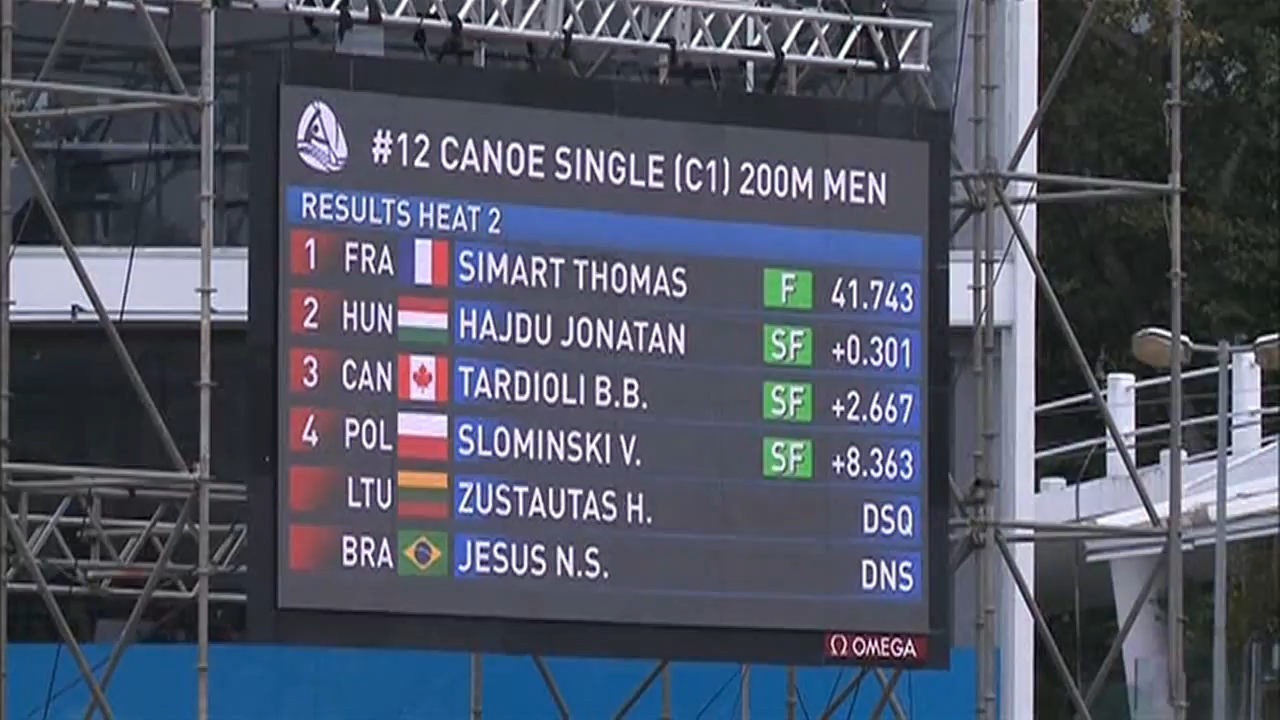 #12 CANOE SINGLE (C1) 200M MEN
RESULTS HEAT 2
1 FRA SIMART THOMAS F 41.743
2 HUN HAJDU JONATAN SF +0.301
3 CAN TARDIOLI B.B. SF +2.667
4 POL SLOMINSKI V. SF +8.363
LTU ZUSTAUTAS H. DSQ
BRA JESUS N.S. DNS
Ω OMEGA